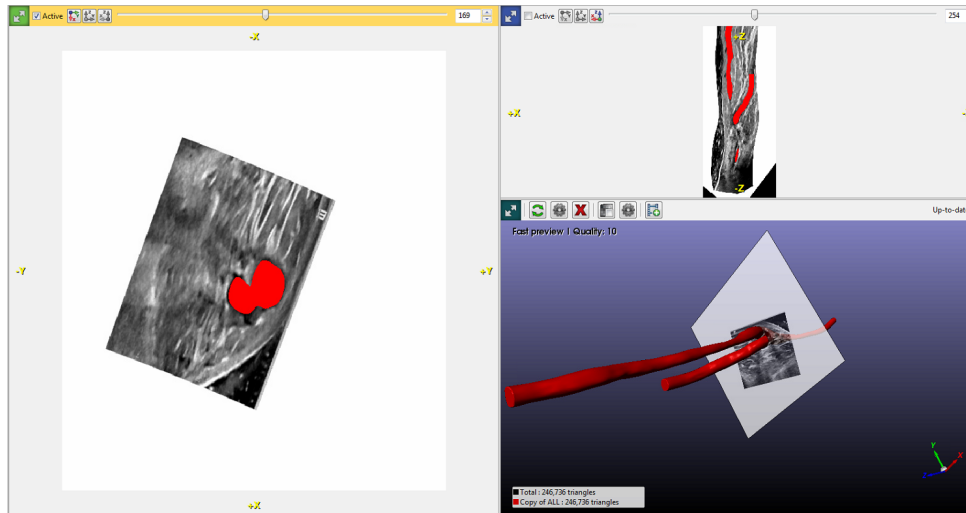 Active
169
-X
-Y
+Y
+X
Active
254
+Z
+X
-Z
Up-to-dat
Fast preview | Quality: 10
Y
X
Total : 246,736 triangles
Copy of ALL : 246,736 triangles